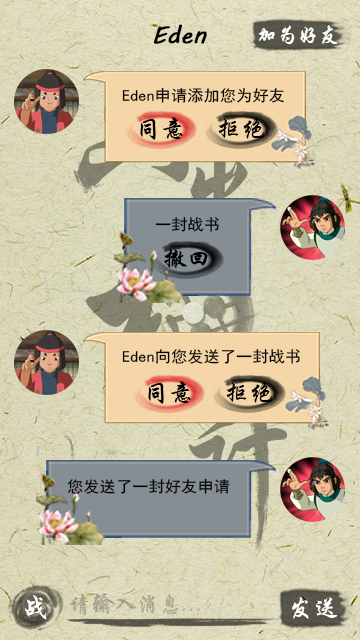 Eden
加为好友
Eden申请添加您为好友
同意
拒绝
一封战书
撤回
Eden向您发送了一封战书
同意
拒绝
您发送了一封好友申请
战
请输入消息...
发送